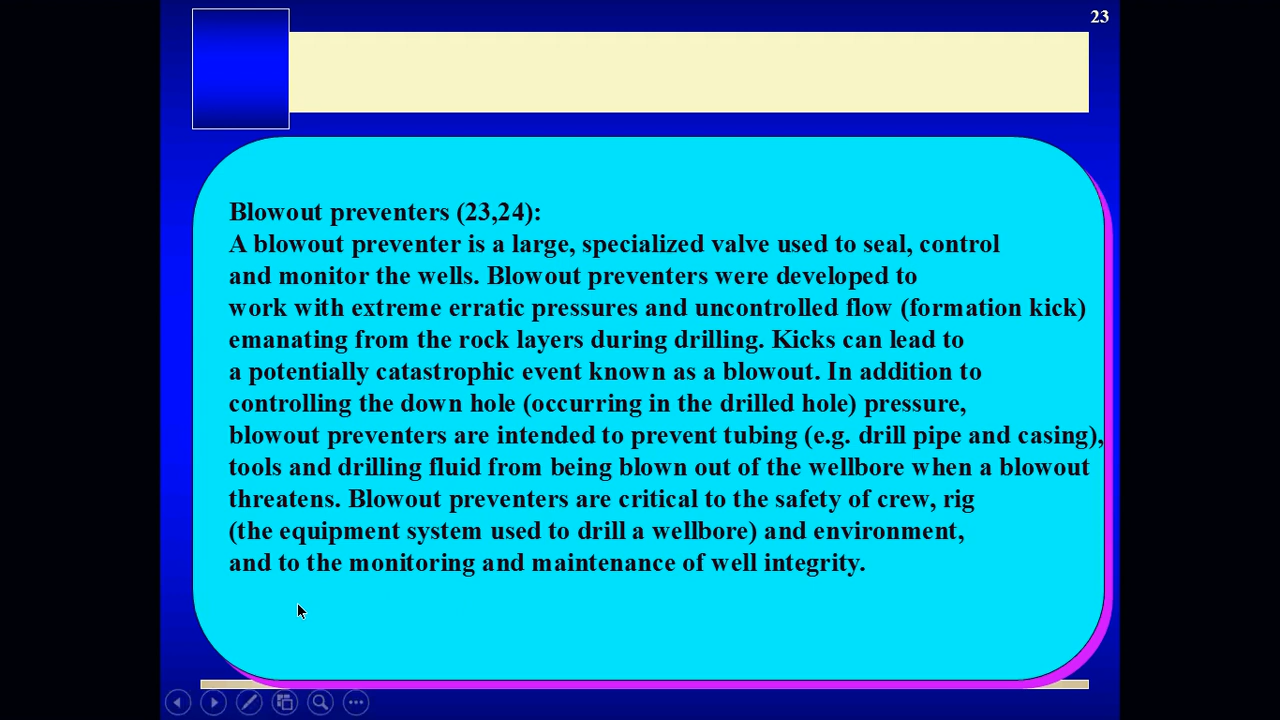 23
Blowout preventers (23,24):
A blowout preventer is a large, specialized valve used to seal, control
and monitor the wells. Blowout preventers were developed to
work with extreme erratic pressures and uncontrolled flow (formation kick)
emanating from the rock layers during drilling. Kicks can lead to
a potentially catastrophic event known as a blowout. In addition to
controlling the down hole (occurring in the drilled hole) pressure,
blowout preventers are intended to prevent tubing (e.g. drill pipe and casing),
tools and drilling fluid from being blown out of the wellbore when a blowout
threatens. Blowout preventers are critical to the safety of crew, rig
(the equipment system used to drill a wellbore) and environment,
and to the monitoring and maintenance of well integrity.